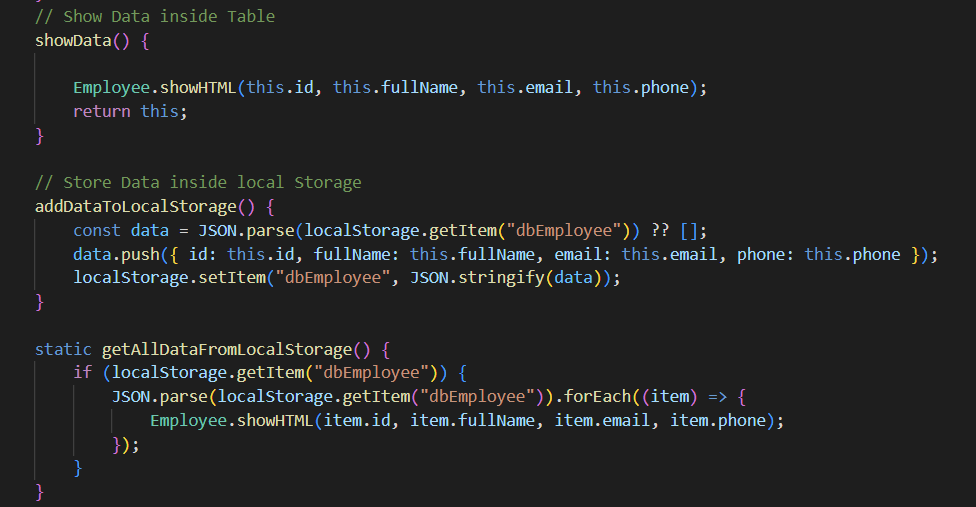 // Show Data inside Table
showData() {
Employee.showHTML(this.id, this.fullName, this.email, this.phone);
return this;
}
// Store Data inside local Storage
addDataToLocalStorage() {
const data = JSON.parse(localStorage.getItem("dbEmployee")) ?? [];
data.push({ id: this.id, fullName: this.fullName, email: this.email, phone: this.phone });
localStorage.setItem("dbEmployee", JSON.stringify(data));
}
static getAllDataFromLocalStorage() {
if (localStorage.getItem("dbEmployee")) {
JSON.parse(localStorage.getItem("dbEmployee")).forEach((item) => {
Employee.showHTML(item.id, item.fullName, item.email, item.phone);
});
}
}